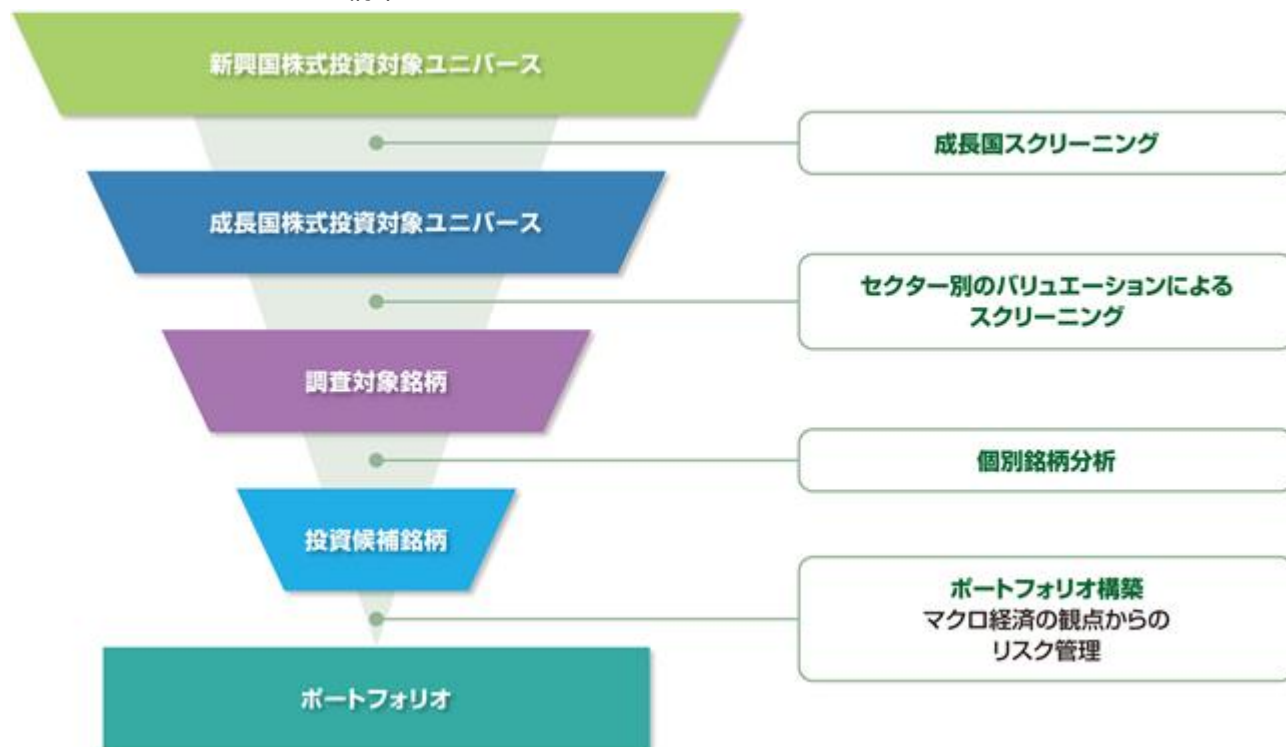 新興国株式投資対象ユニバース
成長国スクリーニング
成長国株式投資対象ユニバース
セクター別のバリュエーションによる
スクリーニング
調査対象銘柄
個別銘柄分析
投資候補銘柄
ポートフォリオ構築
マクロ経済の観点からの
リスク管理
ポートフォリオ